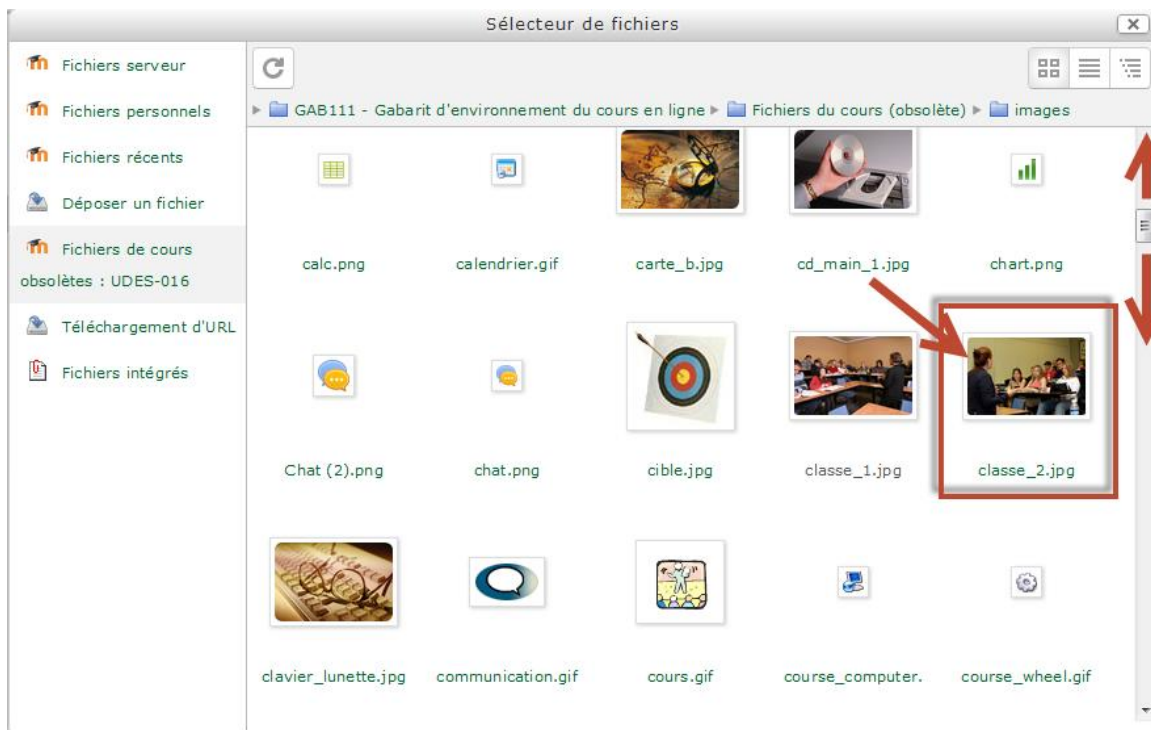 Sélecteur de fichiers
Fichiers serveur
Fichiers personnels
Fichiers récents
Déposer un fichier
Fichiers de cours
obsolètes : UDES-016
Téléchargement d'URL
Fichiers intégrés
GAB111 - Gabarit d'environnement du cours en ligne
Fichiers du cours (obsolète)
images
calc.png
calendrier.gif
carte_b.jpg
cd_main_1.jpg
chart.png
Chat (2).png
chat.png
cible.jpg
classe_1.jpg
classe_2.jpg
clavier_lunette.jpg
communication.gif
cours.gif
course_computer.
course_wheel.gif